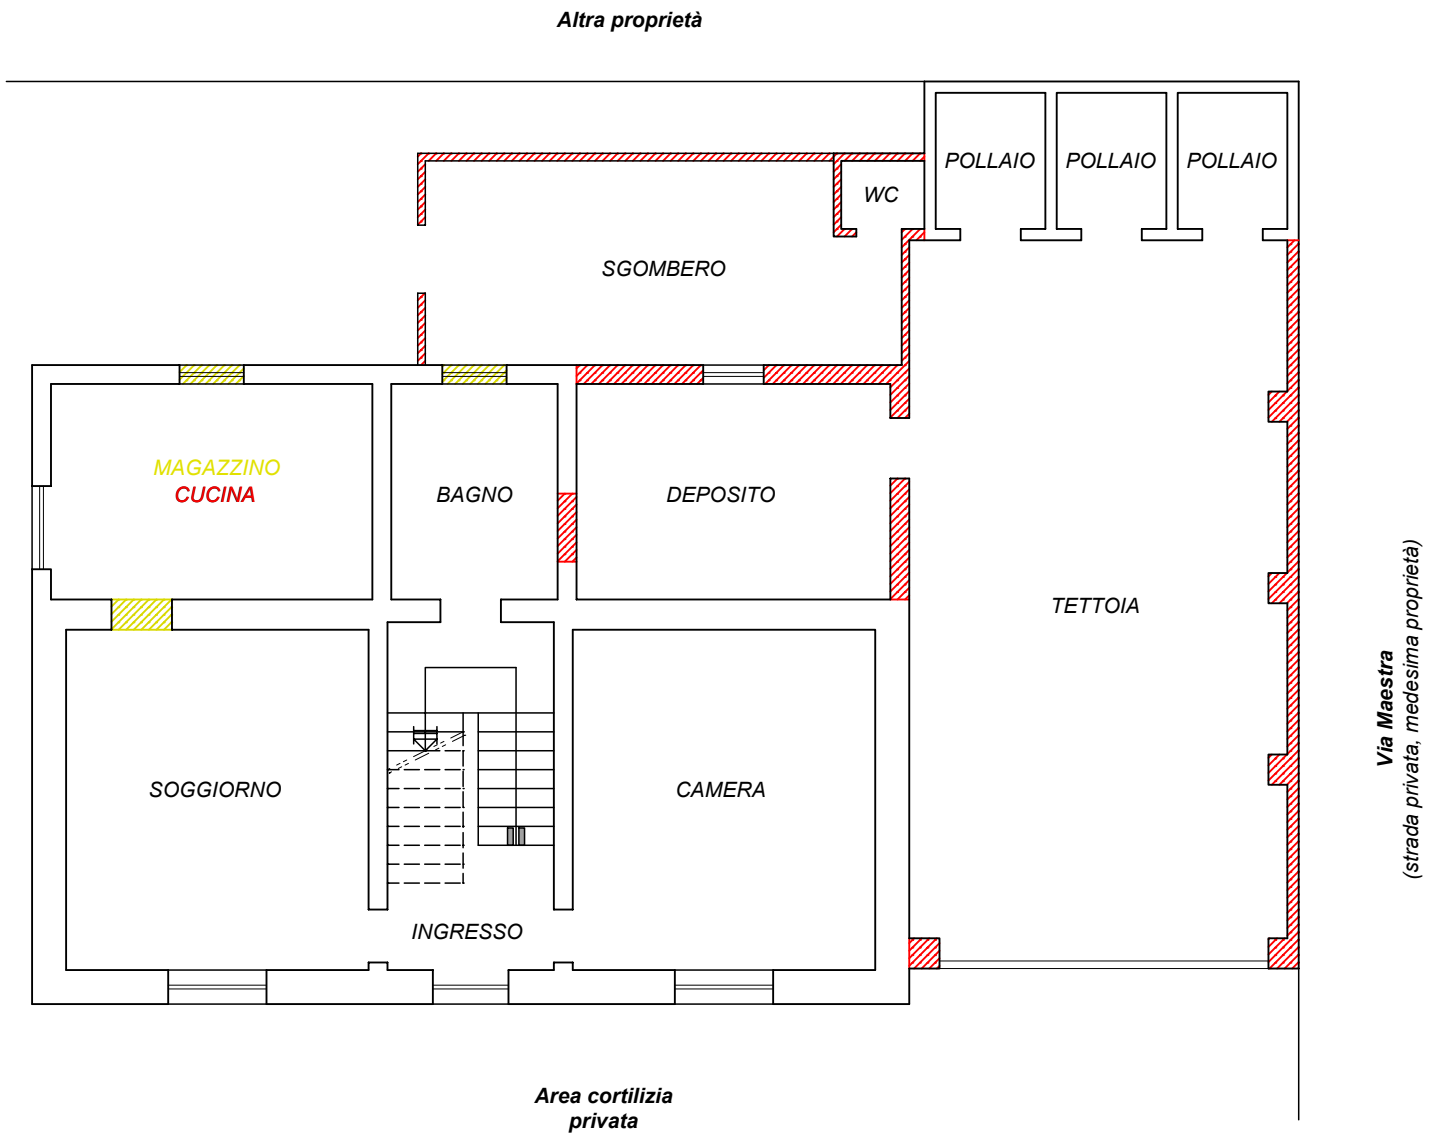 Altra proprietà
POLLAIO
POLLAIO
POLLAIO
WC
SGOMBERO
MAGAZZINO
CUCINA
BAGNO
DEPOSITO
TETTOIA
SOGGIORNO
CAMERA
INGRESSO
Via Maestra
(strada privata, medesima proprietà)
Area cortilizia
privata